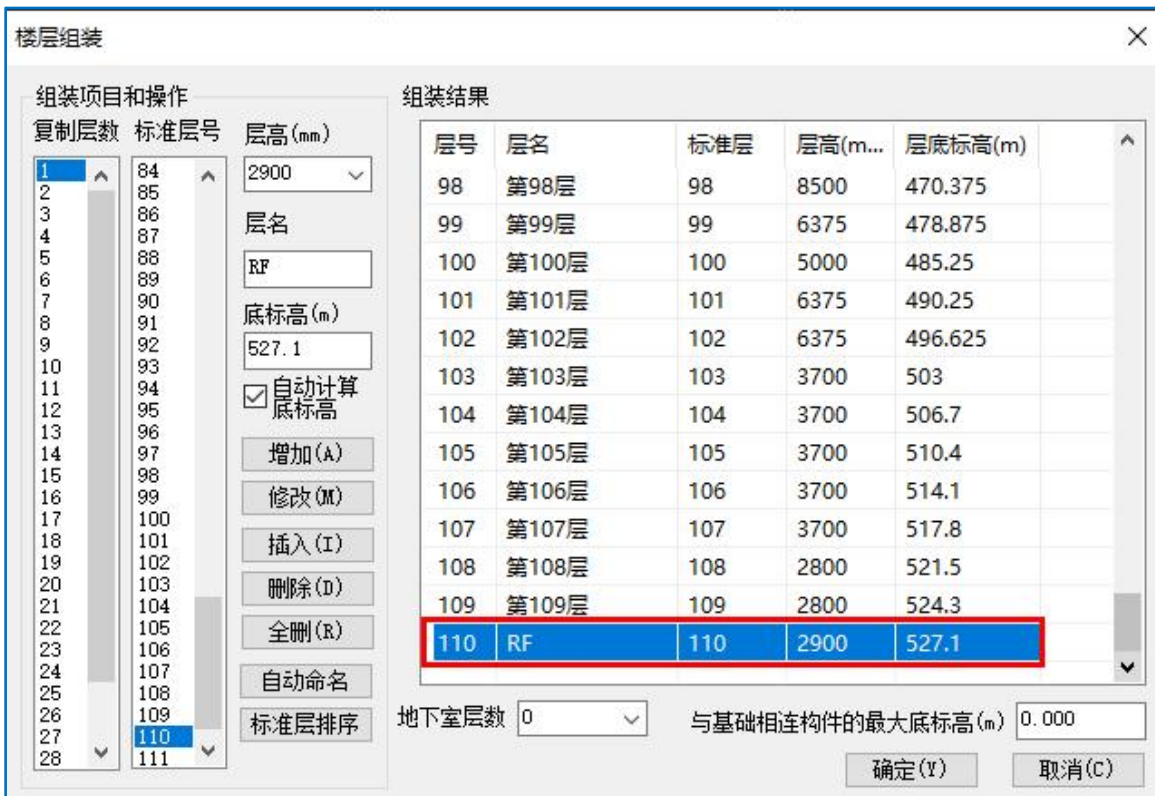 楼层组装
组装项目和操作
复制层数 标准层号 层高(mm)
1
2
3
4
5
6
7
8
9
10
11
12
13
14
15
16
17
18
19
20
21
22
23
24
25
26
27
28
84
85
86
87
88
89
90
91
92
93
94
95
96
97
98
99
100
101
102
103
104
105
106
107
108
109
110
111
2900
层名
RF
底标高(m)
527.1
自动计算
底标高
增加(A)
修改(M)
插入(I)
删除(D)
全删(R)
自动命名
标准层排序
组装结果
层号 层名 标准层 层高(m... 层底标高(m)
98 第98层 98 8500 470.375
99 第99层 99 6375 478.875
100 第100层 100 5000 485.25
101 第101层 101 6375 490.25
102 第102层 102 6375 496.625
103 第103层 103 3700 503
104 第104层 104 3700 506.7
105 第105层 105 3700 510.4
106 第106层 106 3700 514.1
107 第107层 107 3700 517.8
108 第108层 108 2800 521.5
109 第109层 109 2800 524.3
110 RF 110 2900 527.1
地下室层数 0 与基础相连构件的最大底标高(m) 0.000
确定(Y) 取消(C)